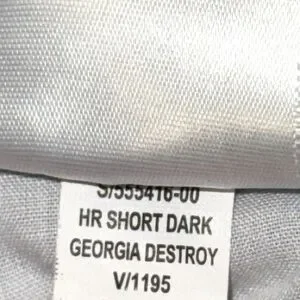 S/555416-00
HR SHORT DARK
GEORGIA DESTROY
V/1195